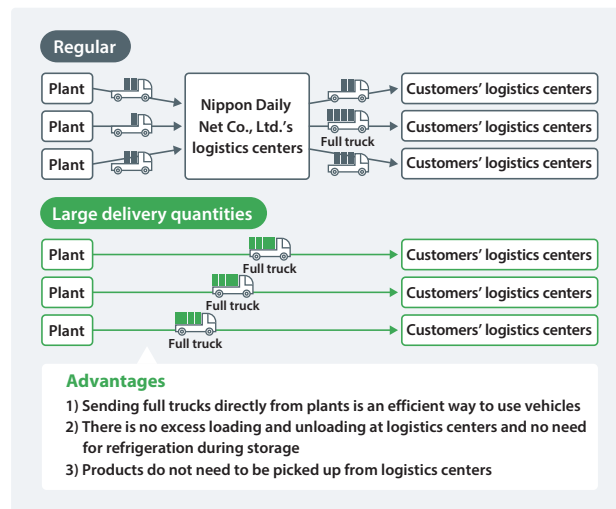 Regular
Plant
Plant
Plant
Nippon Daily
Net Co., Ltd.'s
logistics centers
Full truck
Customers' logistics centers
Customers' logistics centers
Customers' logistics centers
Large delivery quantities
Plant
Full truck
Customers' logistics centers
Plant
Full truck
Customers' logistics centers
Plant
Full truck
Customers' logistics centers
Advantages
1) Sending full trucks directly from plants is an efficient way to use vehicles
2) There is no excess loading and unloading at logistics centers and no need
for refrigeration during storage
3) Products do not need to be picked up from logistics centers